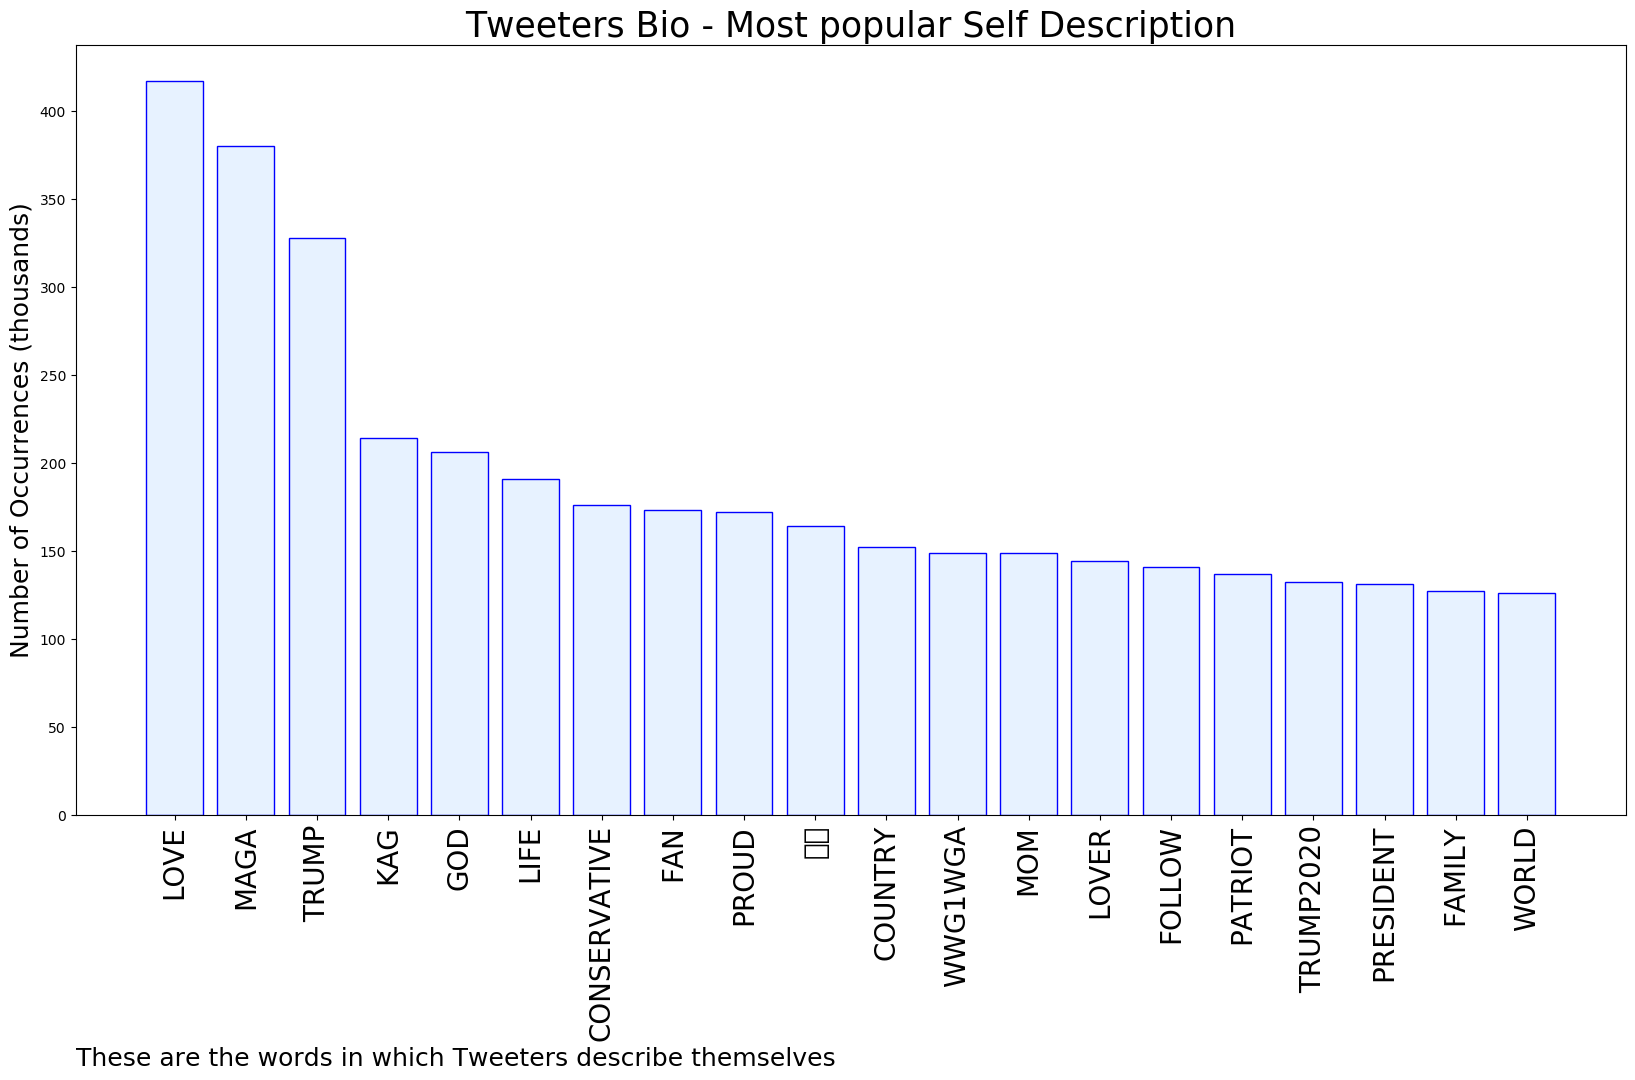 Tweeters Bio - Most popular Self Description
Number of Occurrences (thousands)
400
350
300
250
200
150
100
50
0
LOVE
MAGA
TRUMP
KAG
GOD
LIFE
CONSERVATIVE
FAN
PROUD
COUNTRY
WWG1WGA
MOM
LOVER
FOLLOW
PATRIOT
TRUMP2020
PRESIDENT
FAMILY
WORLD
These are the words in which Tweeters describe themselves